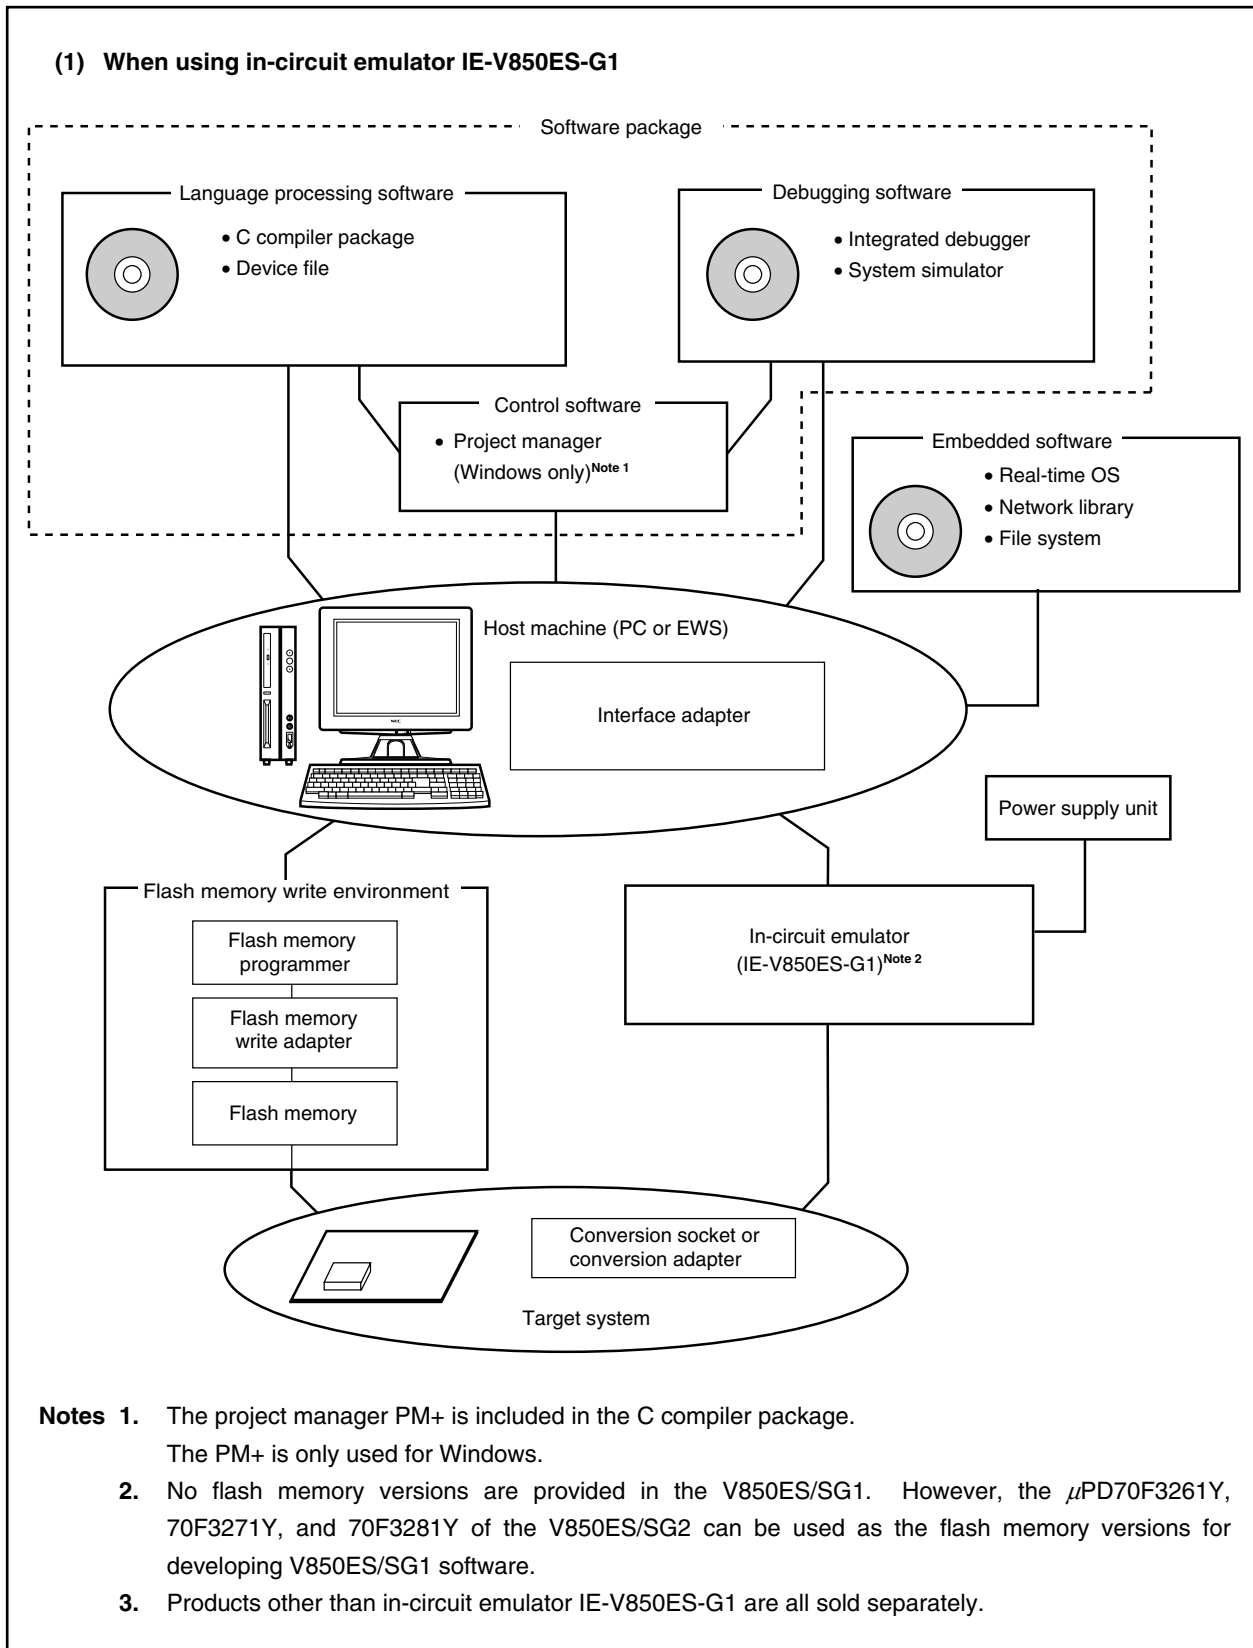 (1) When using in-circuit emulator IE-V850ES-G1
Software package
Language processing software
• C compiler package
• Device file
Debugging software
• Integrated debugger
• System simulator
Control software
• Project manager
(Windows only)Note 1
Embedded software
• Real-time OS
• Network library
• File system
Host machine (PC or EWS)
Interface adapter
NEC
Power supply unit
Flash memory write environment
Flash memory
programmer
Flash memory
write adapter
Flash memory
In-circuit emulator
(IE-V850ES-G1)Note 2
Conversion socket or
conversion adapter
Target system
Notes 1. The project manager PM+ is included in the C compiler package.
The PM+ is only used for Windows.
2. No flash memory versions are provided in the V850ES/SG1. However, the μPD70F3261Y,
70F3271Y, and 70F3281Y of the V850ES/SG2 can be used as the flash memory versions for
developing V850ES/SG1 software.
3. Products other than in-circuit emulator IE-V850ES-G1 are all sold separately.